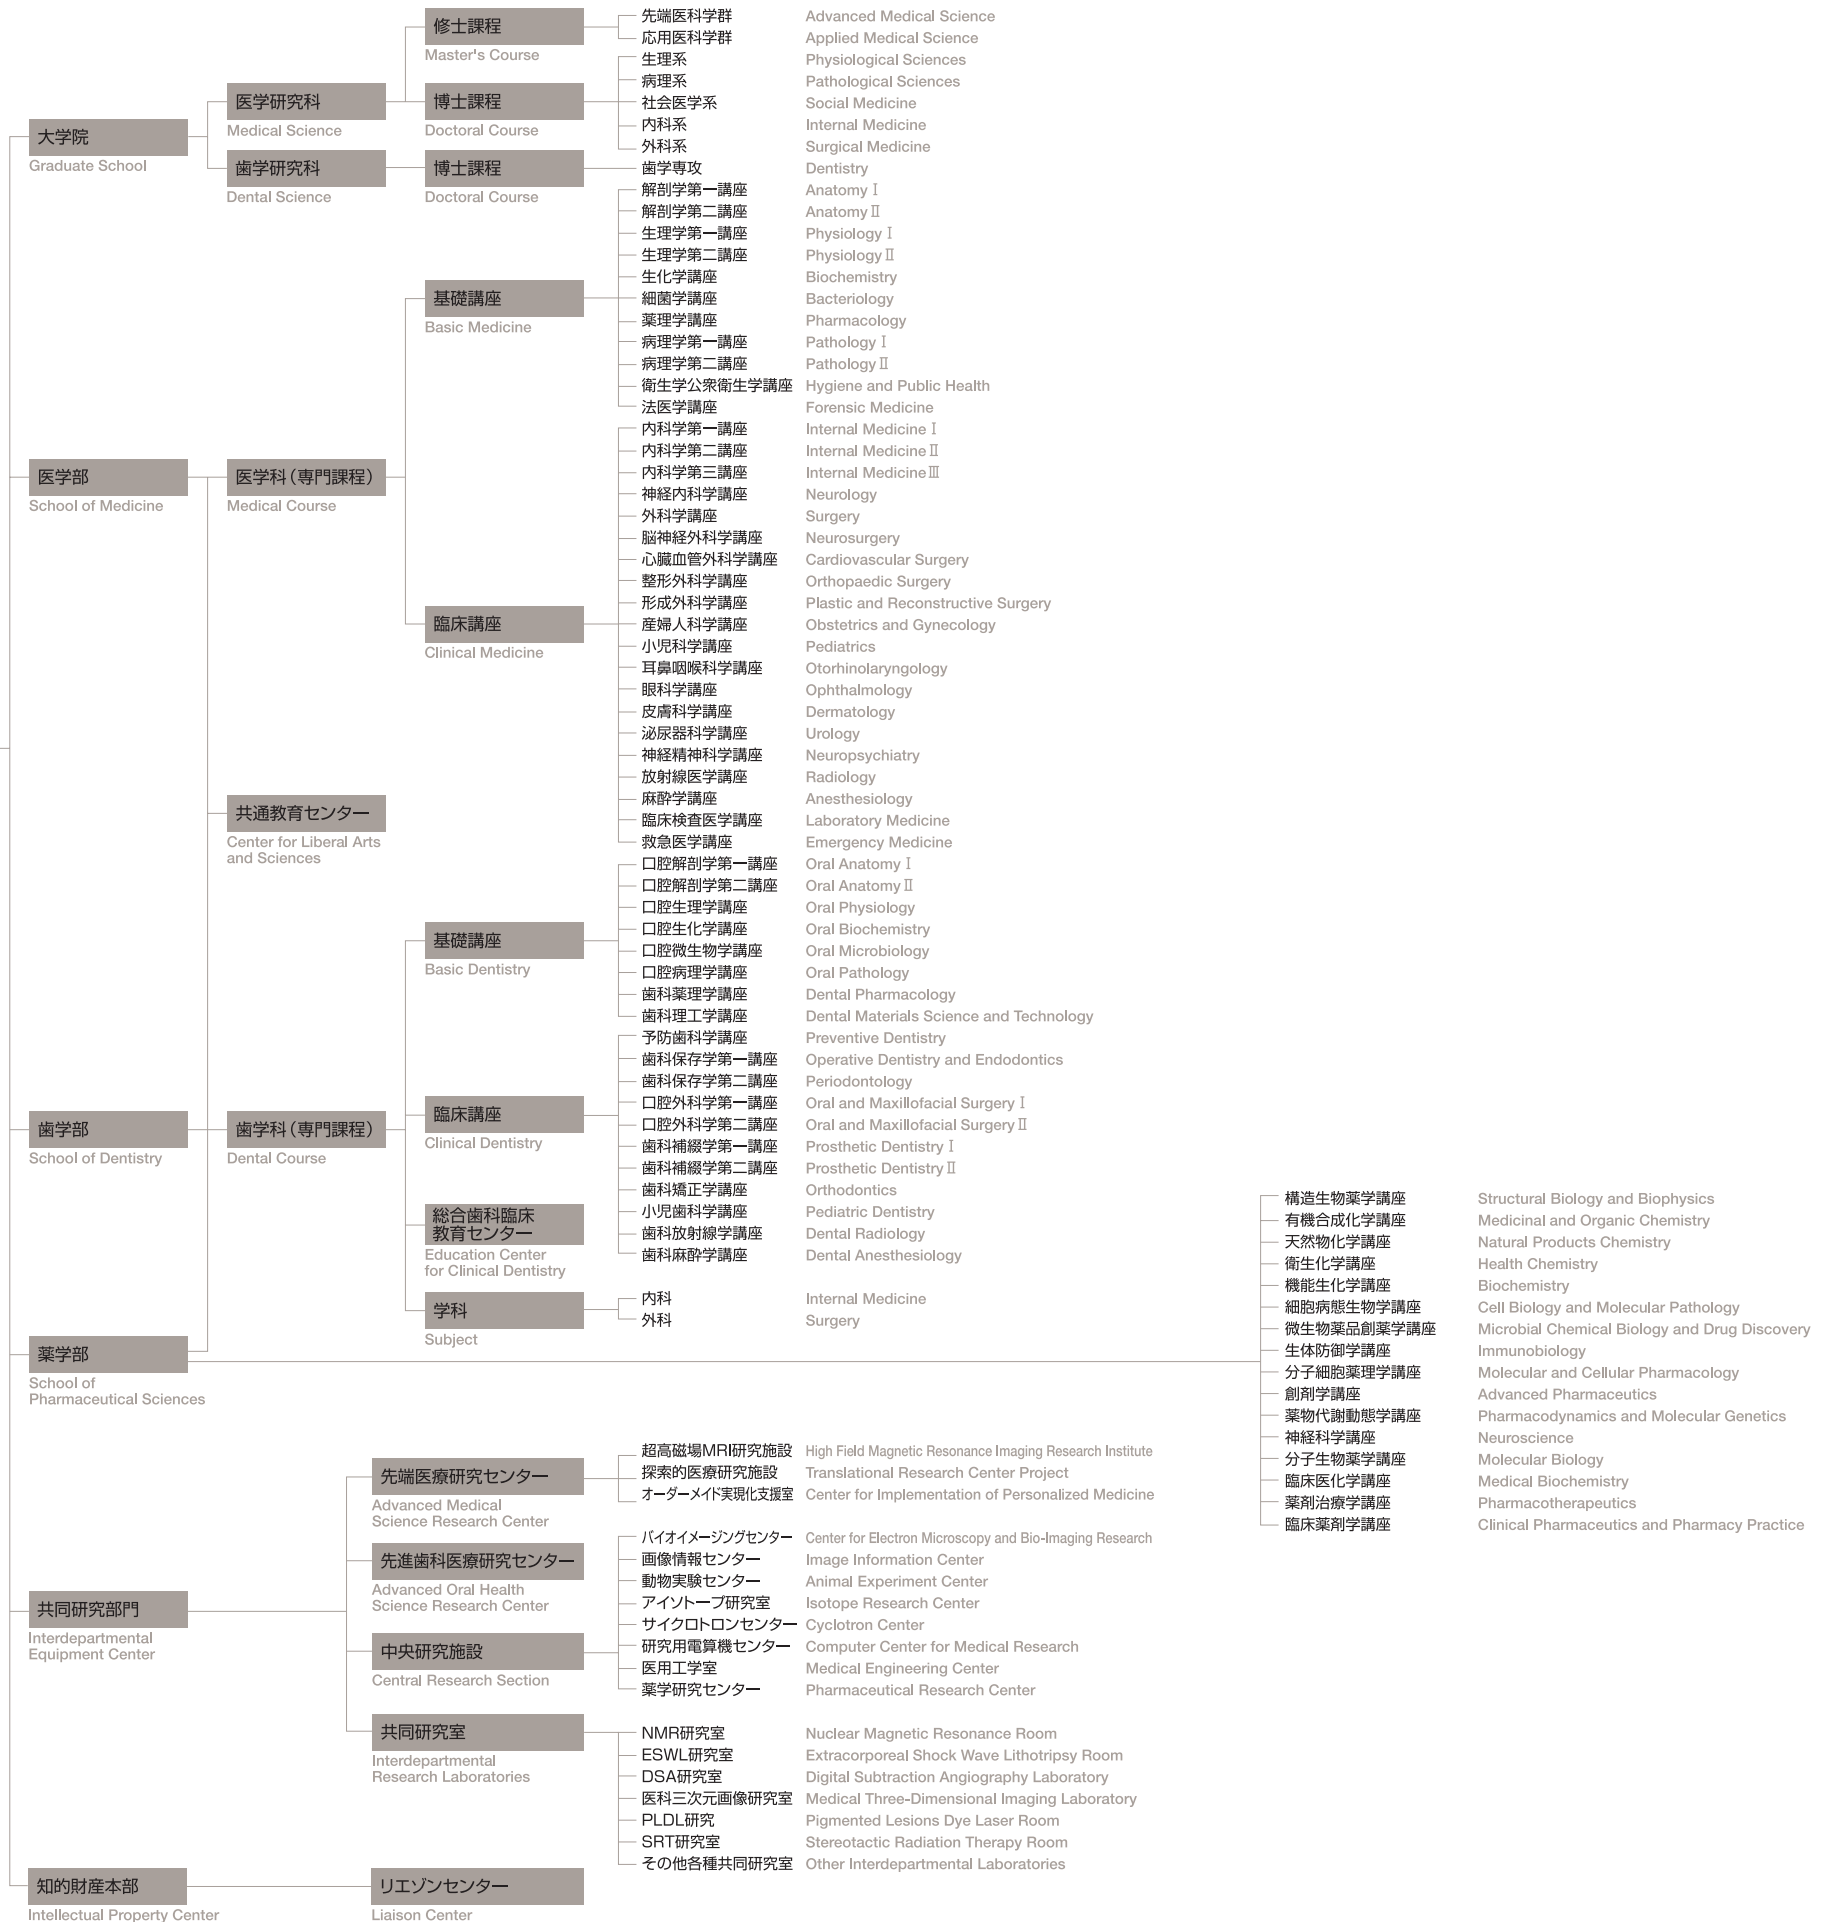 大学院
Graduate School
医学研究科
Medical Science
修士課程
Master's Course
先端医科学群 Advanced Medical Science
応用医科学群 Applied Medical Science
博士課程
Doctoral Course
生理系 Physiological Sciences
病理系 Pathological Sciences
社会医学系 Social Medicine
内科系 Internal Medicine
外科系 Surgical Medicine
歯学研究科
Dental Science
博士課程
Doctoral Course
歯学専攻 Dentistry
医学部
School of Medicine
医学科(専門課程)
Medical Course
基礎講座
Basic Medicine
解剖学第一講座 Anatomy Ⅰ
解剖学第二講座 Anatomy Ⅱ
生理学第一講座 Physiology Ⅰ
生理学第二講座 Physiology Ⅱ
生化学講座 Biochemistry
細菌学講座 Bacteriology
薬理学講座 Pharmacology
病理学第一講座 Pathology Ⅰ
病理学第二講座 Pathology Ⅱ
衛生学公衆衛生学講座 Hygiene and Public Health
法医学講座 Forensic Medicine
臨床講座
Clinical Medicine
内科学第一講座 Internal Medicine Ⅰ
内科学第二講座 Internal Medicine Ⅱ
内科学第三講座 Internal Medicine Ⅲ
神経内科学講座 Neurology
外科学講座 Surgery
脳神経外科学講座 Neurosurgery
心臓血管外科学講座 Cardiovascular Surgery
整形外科学講座 Orthopaedic Surgery
形成外科学講座 Plastic and Reconstructive Surgery
産婦人科学講座 Obstetrics and Gynecology
小児科学講座 Pediatrics
耳鼻咽喉科学講座 Otorhinolaryngology
眼科学講座 Ophthalmology
皮膚科学講座 Dermatology
泌尿器科学講座 Urology
神経精神科学講座 Neuropsychiatry
放射線医学講座 Radiology
麻酔学講座 Anesthesiology
臨床検査医学講座 Laboratory Medicine
救急医学講座 Emergency Medicine
共通教育センター
Center for Liberal Arts
and Sciences
歯学部
School of Dentistry
歯学科(専門課程)
Dental Course
基礎講座
Basic Dentistry
口腔解剖学第一講座 Oral Anatomy Ⅰ
口腔解剖学第二講座 Oral Anatomy Ⅱ
口腔生理学講座 Oral Physiology
口腔生化学講座 Oral Biochemistry
口腔微生物学講座 Oral Microbiology
口腔病理学講座 Oral Pathology
歯科薬理学講座 Dental Pharmacology
歯科理工学講座 Dental Materials Science and Technology
臨床講座
Clinical Dentistry
予防歯科学講座 Preventive Dentistry
歯科保存学第一講座 Operative Dentistry and Endodontics
歯科保存学第二講座 Periodontology
口腔外科学第一講座 Oral and Maxillofacial Surgery Ⅰ
口腔外科学第二講座 Oral and Maxillofacial Surgery Ⅱ
歯科補綴学第一講座 Prosthetic Dentistry Ⅰ
歯科補綴学第二講座 Prosthetic Dentistry Ⅱ
歯科矯正学講座 Orthodontics
小児歯科学講座 Pediatric Dentistry
歯科放射線学講座 Dental Radiology
歯科麻酔学講座 Dental Anesthesiology
総合歯科臨床
教育センター
Education Center
for Clinical Dentistry
学科
Subject
内科 Internal Medicine
外科 Surgery
薬学部
School of
Pharmaceutical Sciences
構造生物薬学講座 Structural Biology and Biophysics
有機合成化学講座 Medicinal and Organic Chemistry
天然物化学講座 Natural Products Chemistry
衛生化学講座 Health Chemistry
機能生化学講座 Biochemistry
細胞病態生物学講座 Cell Biology and Molecular Pathology
微生物薬品創薬学講座 Microbial Chemical Biology and Drug Discovery
生体防御学講座 Immunobiology
分子細胞薬理学講座 Molecular and Cellular Pharmacology
創剤学講座 Advanced Pharmaceutics
薬物代謝動態学講座 Pharmacodynamics and Molecular Genetics
神経科学講座 Neuroscience
分子生物薬学講座 Molecular Biology
臨床医化学講座 Medical Biochemistry
薬剤治療学講座 Pharmacotherapeutics
臨床薬剤学講座 Clinical Pharmaceutics and Pharmacy Practice
共同研究部門
Interdepartmental
Equipment Center
先端医療研究センター
Advanced Medical
Science Research Center
超高磁場MRI研究施設 High Field Magnetic Resonance Imaging Research Institute
探索的医療研究施設 Translational Research Center Project
オーダーメイド実現化支援室 Center for Implementation of Personalized Medicine
先進歯科医療研究センター
Advanced Oral Health
Science Research Center
中央研究施設
Central Research Section
バイオイメージングセンター Center for Electron Microscopy and Bio-Imaging Research
画像情報センター Image Information Center
動物実験センター Animal Experiment Center
アイソトープ研究室 Isotope Research Center
サイクロトロンセンター Cyclotron Center
研究用電算機センター Computer Center for Medical Research
医用工学室 Medical Engineering Center
薬学研究センター Pharmaceutical Research Center
共同研究室
Interdepartmental
Research Laboratories
NMR研究室 Nuclear Magnetic Resonance Room
ESWL研究室 Extracorporeal Shock Wave Lithotripsy Room
DSA研究室 Digital Subtraction Angiography Laboratory
医科三次元画像研究室 Medical Three-Dimensional Imaging Laboratory
PLDL研究 Pigmented Lesions Dye Laser Room
SRT研究室 Stereotactic Radiation Therapy Room
その他各種共同研究室 Other Interdepartmental Laboratories
知的財産本部
Intellectual Property Center
リエゾンセンター
Liaison Center